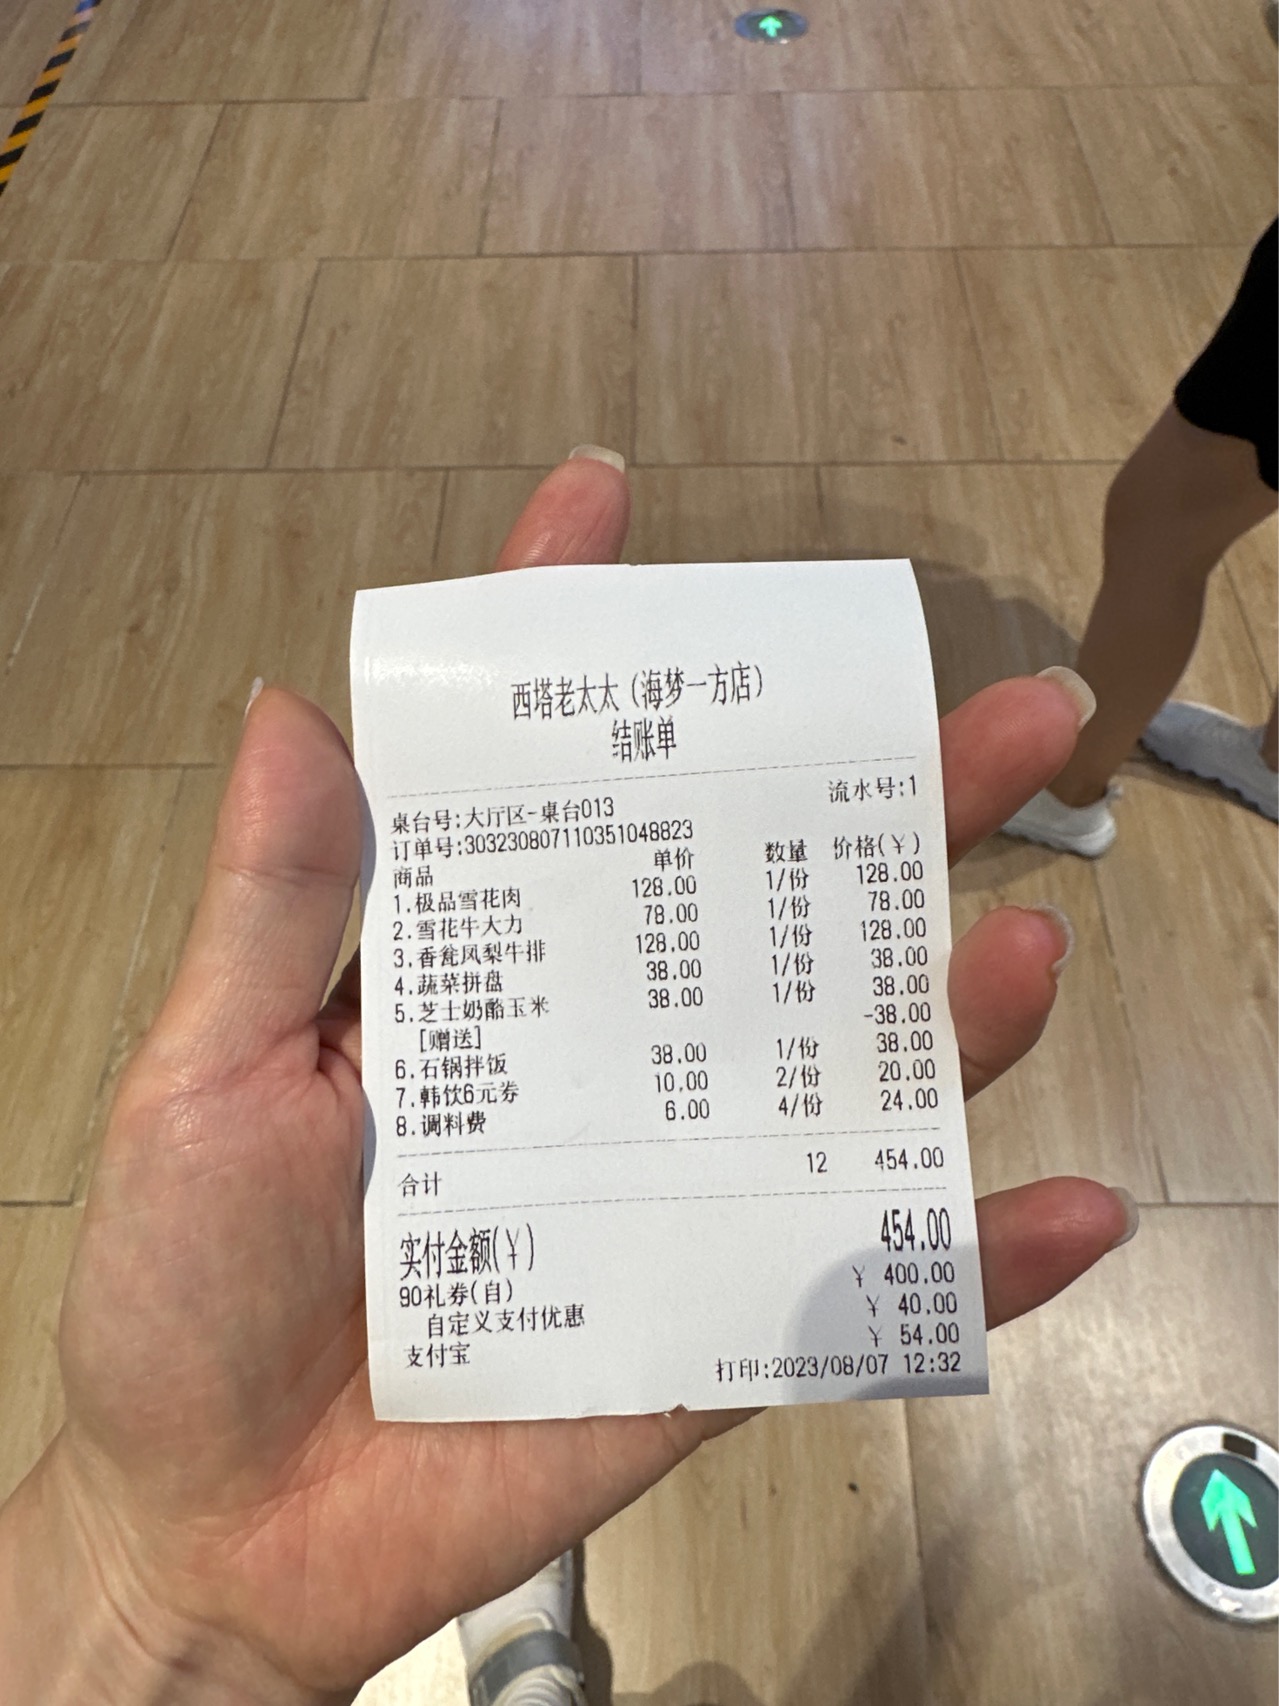 西塔老太太（海梦一方店）
结账单
流水号:1
桌台号:大厅区-桌台013
订单号:303230807110351048823
商品 单价 数量 价格(￥)
1.极品雪花肉 128.00 1/份 128.00
2.雪花牛大力 78.00 1/份 78.00
3.香瓮凤梨牛排 128.00 1/份 128.00
4.蔬菜拼盘 38.00 1/份 38.00
5.芝士奶酪玉米 38.00 1/份 38.00
[赠送] -38.00
6.石锅拌饭 38.00 1/份 38.00
7.韩饮6元券 10.00 2/份 20.00
8.调料费 6.00 4/份 24.00
合计 12 454.00
实付金额(￥) 454.00
90礼券(自) ￥ 400.00
自定义支付优惠 ￥ 40.00
支付宝 ￥ 54.00
打印:2023/08/07 12:32